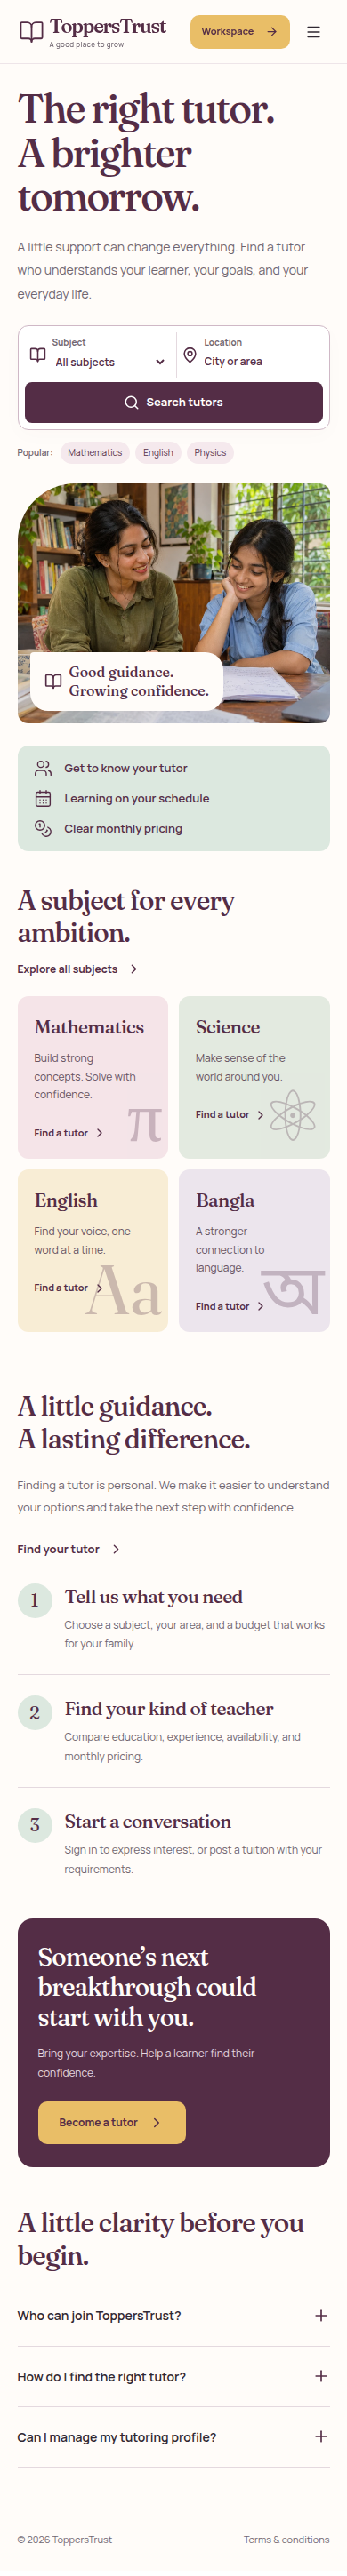 ToppersTrust
A good place to grow
Workspace
The right tutor.
A brighter
tomorrow.
A little support can change everything. Find a tutor
who understands your learner, your goals, and your
everyday life.
Subject
All subjects
Location
City or area
Search tutors
Popular: Mathematics English Physics
Good guidance.
Growing confidence.
Get to know your tutor
Learning on your schedule
Clear monthly pricing
A subject for every
ambition.
Explore all subjects
Mathematics
Build strong
concepts. Solve with
confidence.
Find a tutor
π
Science
Make sense of the
world around you.
Find a tutor
English
Find your voice, one
word at a time.
Find a tutor
Aa
Bangla
A stronger
connection to
language.
Find a tutor
অ
A little guidance.
A lasting difference.
Finding a tutor is personal. We make it easier to understand
your options and take the next step with confidence.
Find your tutor
1
Tell us what you need
Choose a subject, your area, and a budget that works
for your family.
2
Find your kind of teacher
Compare education, experience, availability, and
monthly pricing.
3
Start a conversation
Sign in to express interest, or post a tuition with your
requirements.
Someone’s next
breakthrough could
start with you.
Bring your expertise. Help a learner find their
confidence.
Become a tutor
A little clarity before you
begin.
Who can join ToppersTrust?
How do I find the right tutor?
Can I manage my tutoring profile?
© 2026 ToppersTrust
Terms & conditions